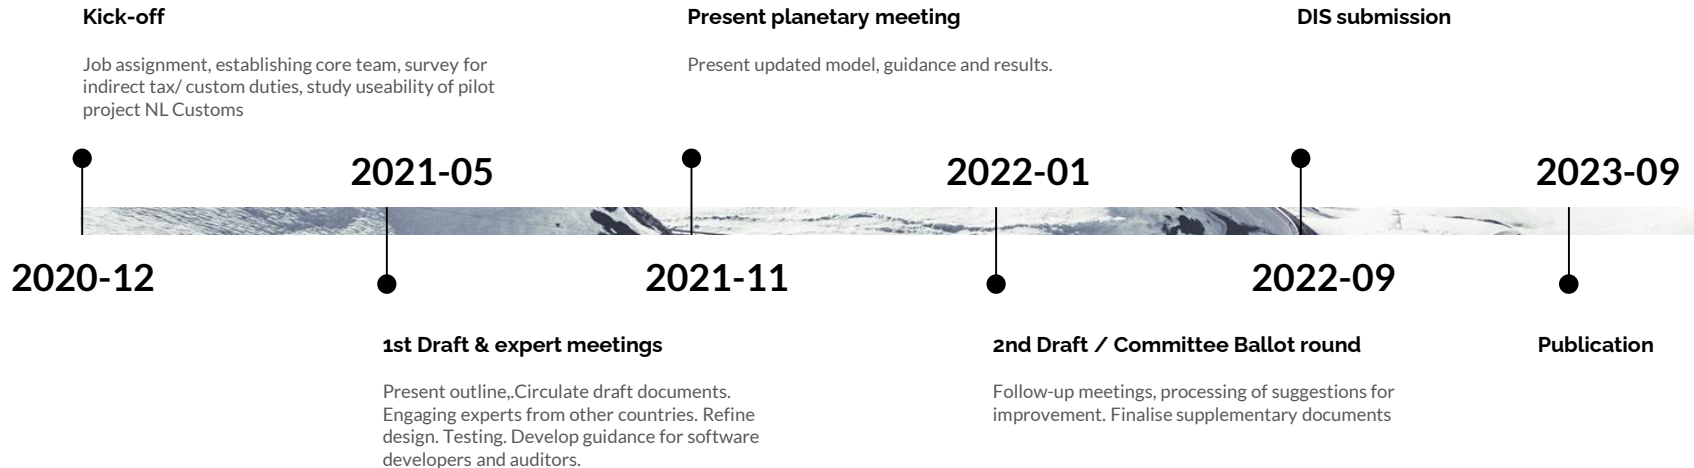 Kick-off
Job assignment, establishing core team, survey for
indirect tax/ custom duties, study useability of pilot
project NL Customs
2020-12
2021-05
1st Draft & expert meetings
Present outline,.Circulate draft documents.
Engaging experts from other countries. Refine
design. Testing. Develop guidance for software
developers and auditors.
Present planetary meeting
Present updated model, guidance and results.
2021-11
2022-01
2nd Draft / Committee Ballot round
Follow-up meetings, processing of suggestions for
improvement. Finalise supplementary documents
DIS submission
2022-09
2023-09
Publication